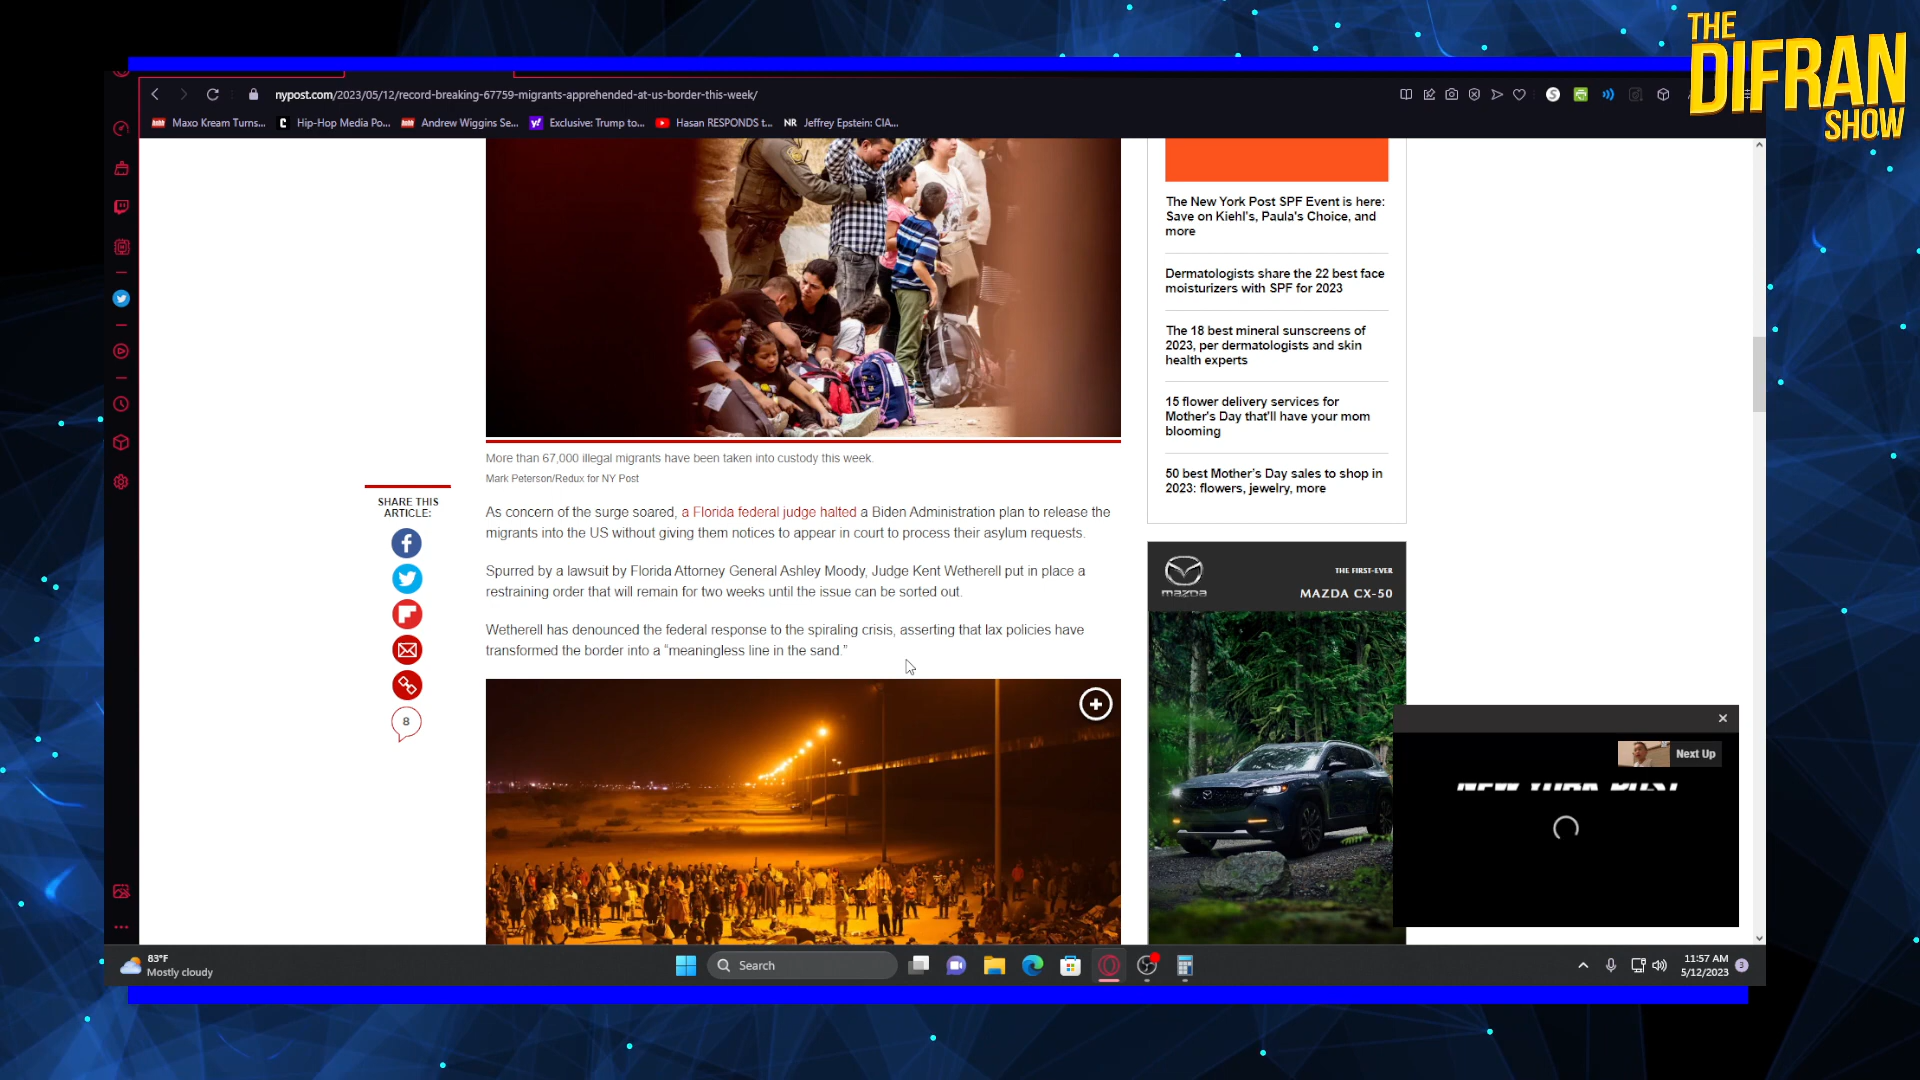 THE
DIFRAN
SHOW
nypost.com/2023/05/12/record-breaking-67759-migrants-apprehended-at-us-border-this-week/
Maxo Kream Turns...
Hip-Hop Media Po...
Andrew Wiggins Se...
Exclusive: Trump to...
Hasan RESPONDS t...
NR Jeffrey Epstein: CIA...
More than 67,000 illegal migrants have been taken into custody this week.
Mark Peterson/Redux for NY Post
SHARE THIS
ARTICLE:
8
As concern of the surge soared, a Florida federal judge halted a Biden Administration plan to release the
migrants into the US without giving them notices to appear in court to process their asylum requests.
Spurred by a lawsuit by Florida Attorney General Ashley Moody, Judge Kent Wetherell put in place a
restraining order that will remain for two weeks until the issue can be sorted out.
Wetherell has denounced the federal response to the spiraling crisis, asserting that lax policies have
transformed the border into a “meaningless line in the sand.”
The New York Post SPF Event is here:
Save on Kiehl's, Paula's Choice, and
more
Dermatologists share the 22 best face
moisturizers with SPF for 2023
The 18 best mineral sunscreens of
2023, per dermatologists and skin
health experts
15 flower delivery services for
Mother's Day that'll have your mom
blooming
50 best Mother's Day sales to shop in
2023: flowers, jewelry, more
mazda
THE FIRST-EVER
MAZDA CX-50
Next Up
NEW YORK POST
83°F
Mostly cloudy
Search
11:57 AM
5/12/2023
3